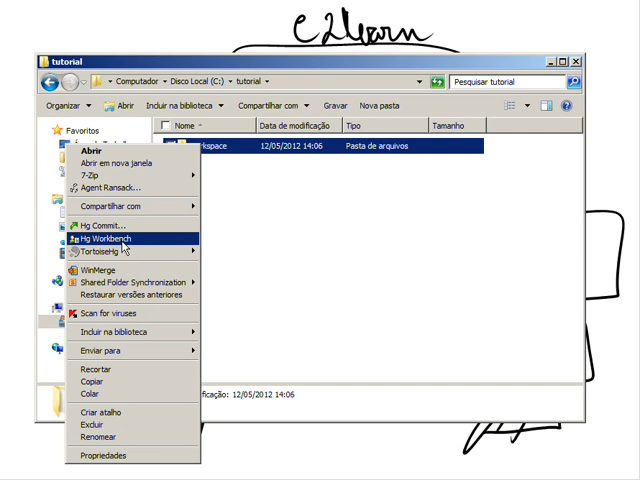 e2learn
tutorial
Computador Disco Local (C:) tutorial
Pesquisar tutorial
Organizar Abrir Incluir na biblioteca Compartilhar com Gravar Nova pasta
Favoritos
Nome Data de modificação Tipo Tamanho
kspace 12/05/2012 14:06 Pasta de arquivos
Abrir
Abrir em nova janela
7-Zip
Agent Ransack...
Compartilhar com
Hg Commit...
Hg Workbench
TortoiseHg
WinMerge
Shared Folder Synchronization
Restaurar versões anteriores
Scan for viruses
Incluir na biblioteca
Enviar para
Recortar
Copiar
Colar
Criar atalho
Excluir
Renomear
Propriedades
ficação: 12/05/2012 14:06